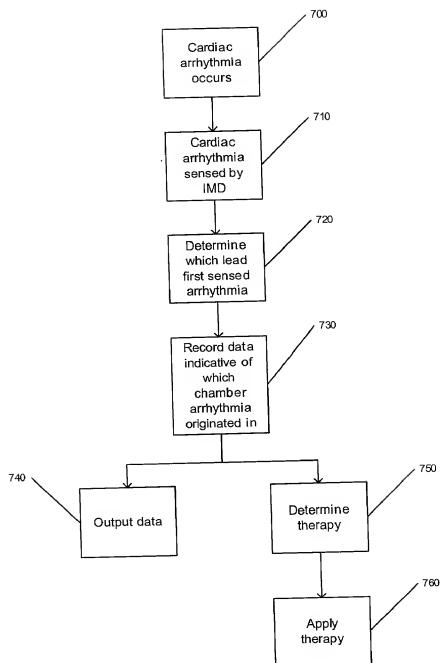 700
Cardiac
arrhythmia
occurs
710
Cardiac
arrhythmia
sensed by
IMD
720
Determine
which lead
first sensed
arrhythmia
730
Record data
indicative of
which
chamber
arrhythmia
originated in
740
Output data
750
Determine
therapy
760
Apply
therapy